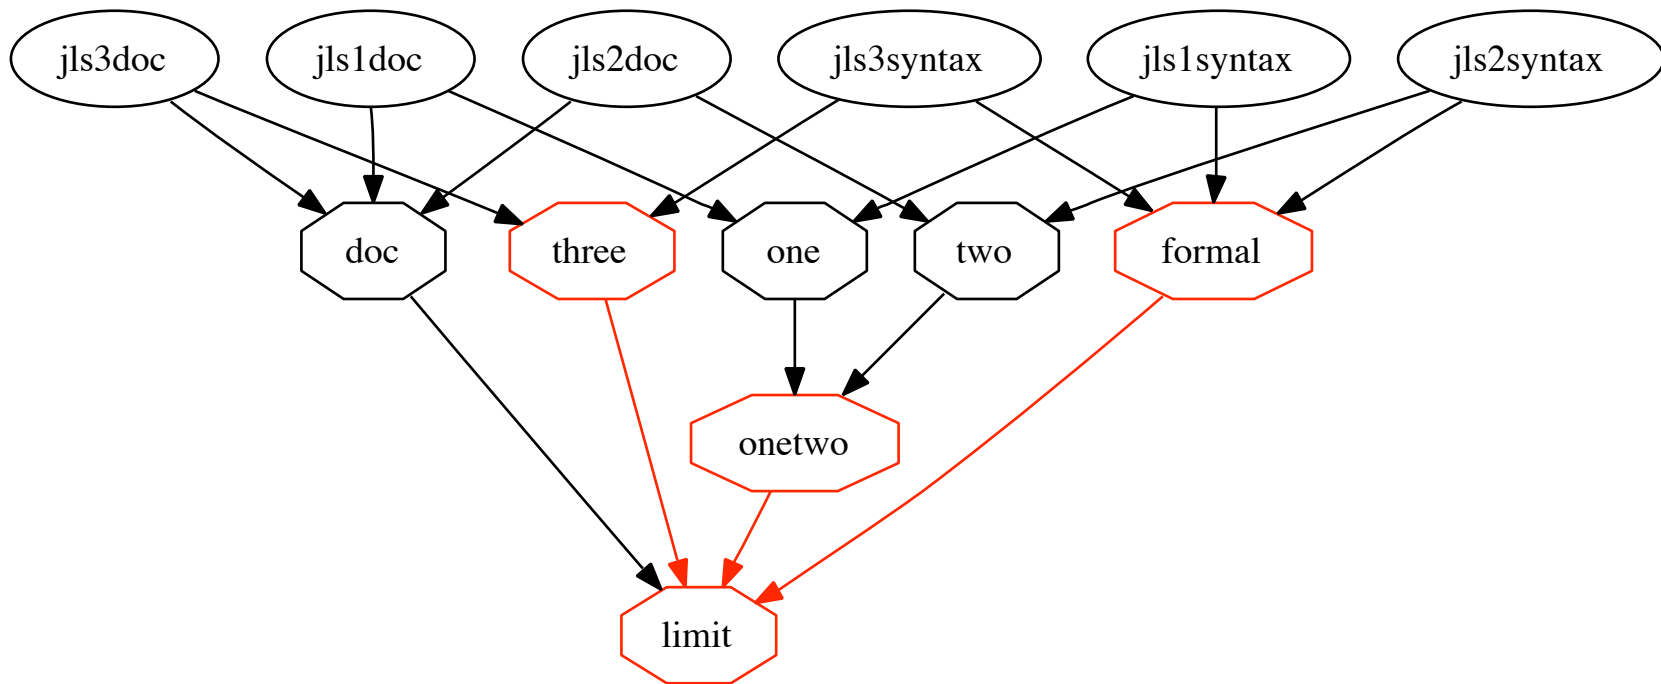 jls3doc
jls1doc
jls2doc
jls3syntax
jls1syntax
jls2syntax
doc
three
one
two
formal
onetwo
limit